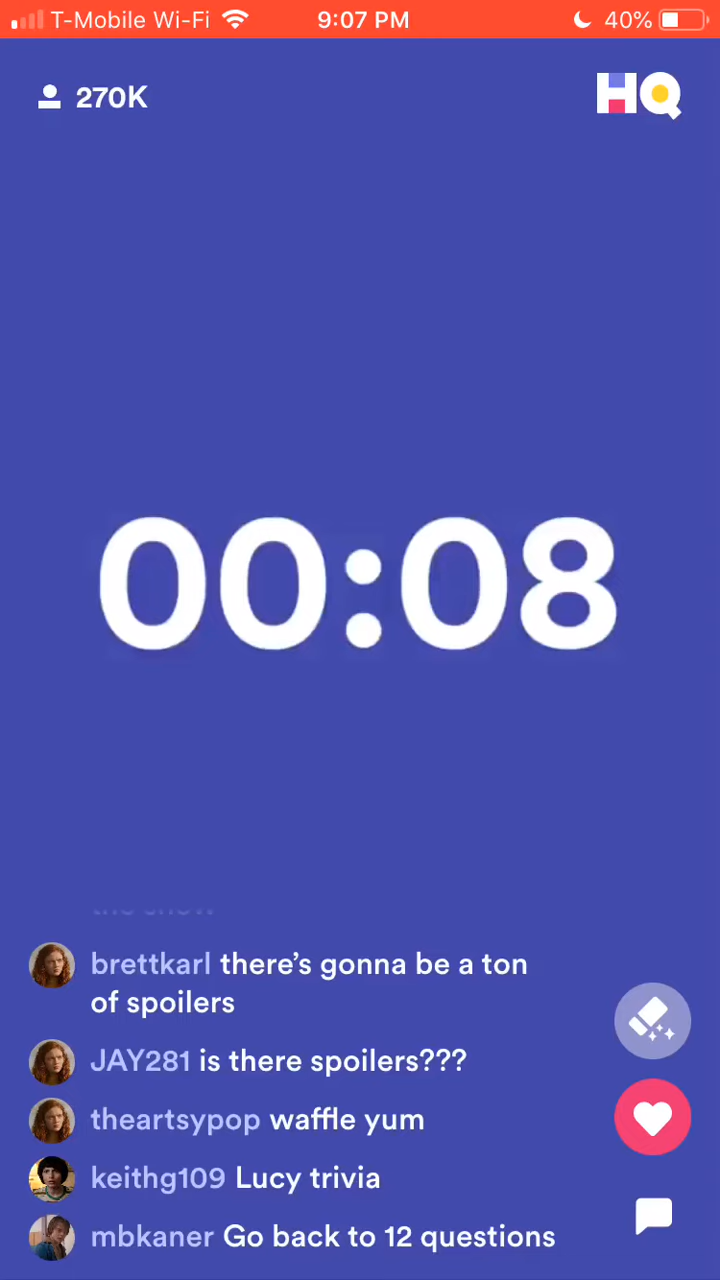 T-Mobile Wi-Fi 9:07 PM 40%
270K HQ
00:08
brettkarl there’s gonna be a ton
of spoilers
JAY281 is there spoilers???
theartsypop waffle yum
keithg109 Lucy trivia
mbkaner Go back to 12 questions